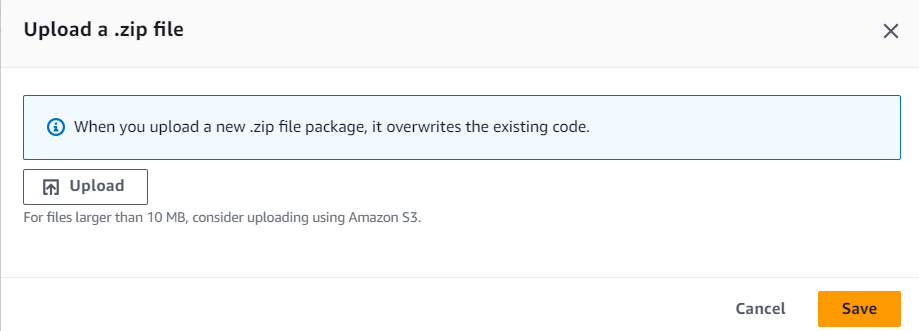 Upload a .zip file
When you upload a new .zip file package, it overwrites the existing code.
Upload
For files larger than 10 MB, consider uploading using Amazon S3.
Cancel Save